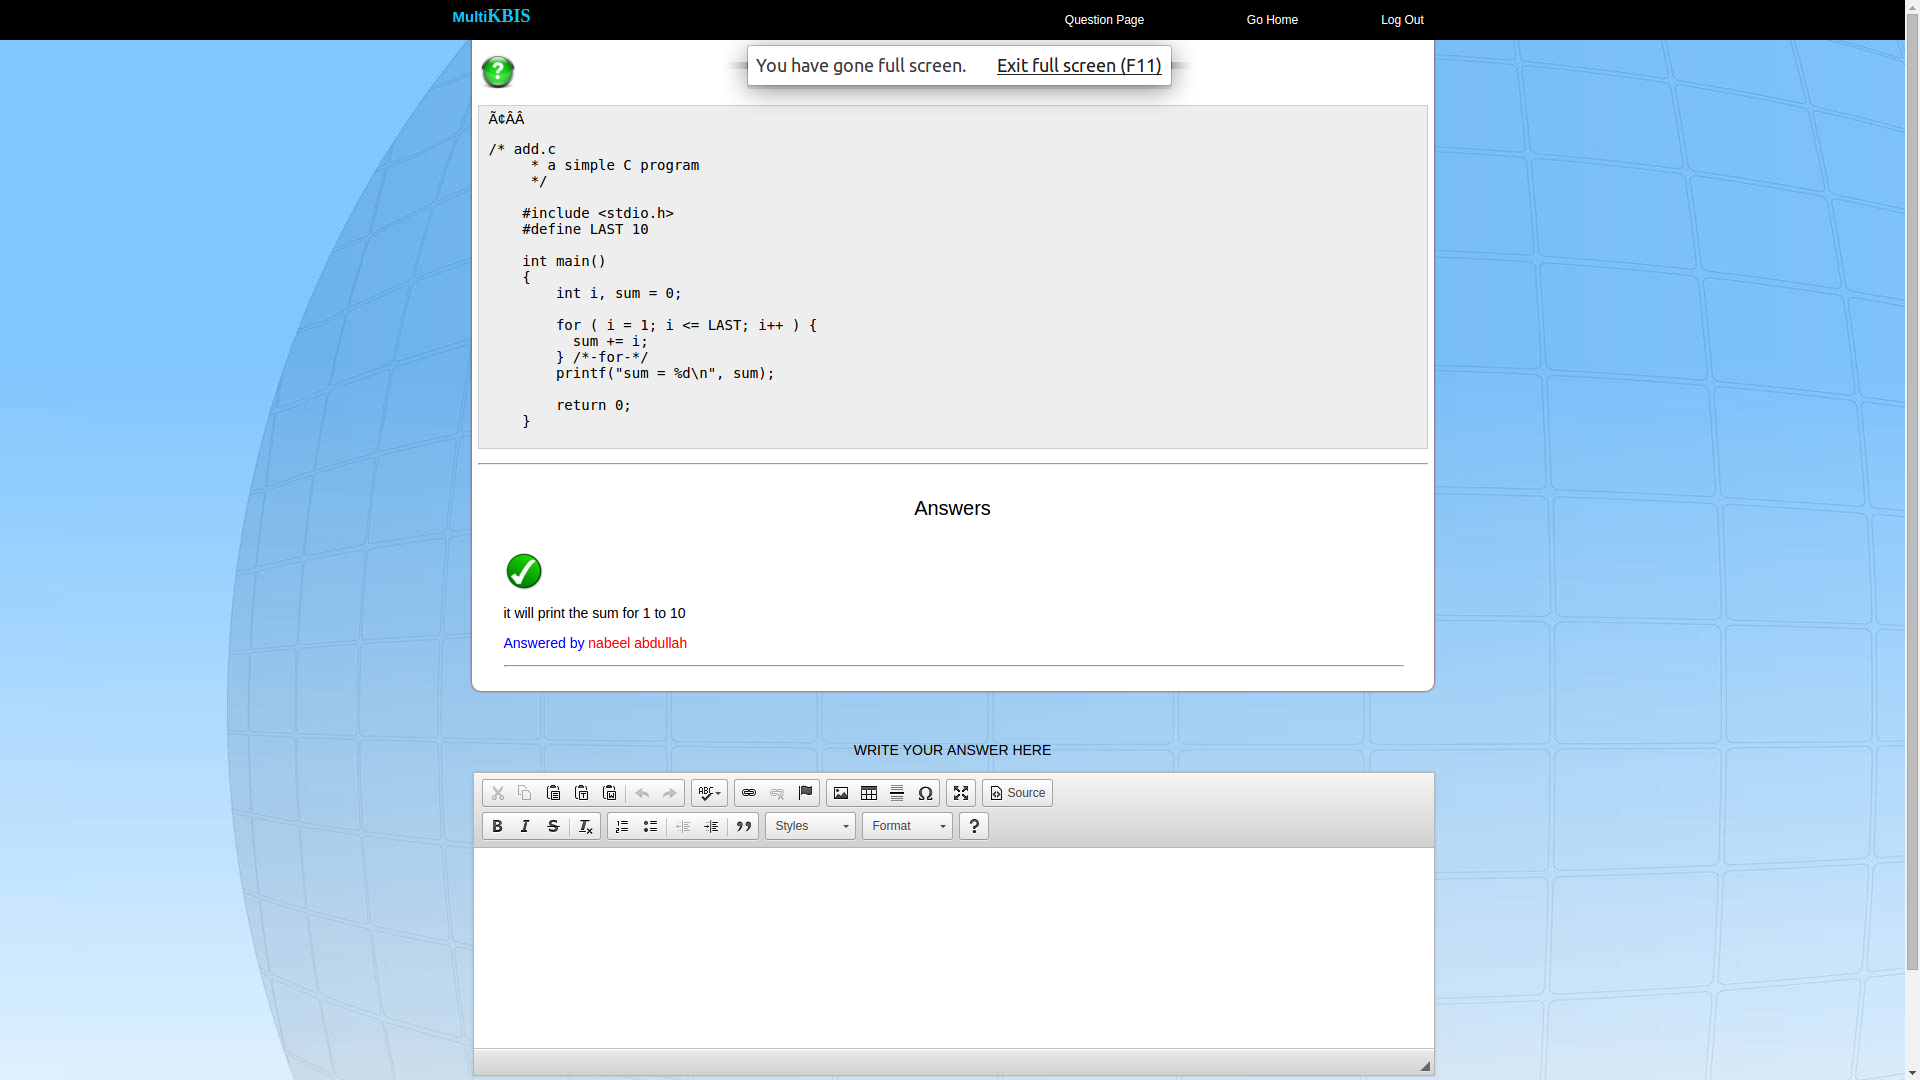 MultiKBIS Question Page Go Home Log Out
You have gone full screen. Exit full screen (F11)
Ã¢ÂÂ
/* add.c
     * a simple C program
     */

    #include <stdio.h>
    #define LAST 10

    int main()
    {
        int i, sum = 0;

        for ( i = 1; i <= LAST; i++ ) {
          sum += i;
        } /*-for-*/
        printf("sum = %d\n", sum);

        return 0;
    }
Answers
it will print the sum for 1 to 10
Answered by nabeel abdullah
WRITE YOUR ANSWER HERE
ABC Ω Source
B I S Tx Styles Format ?